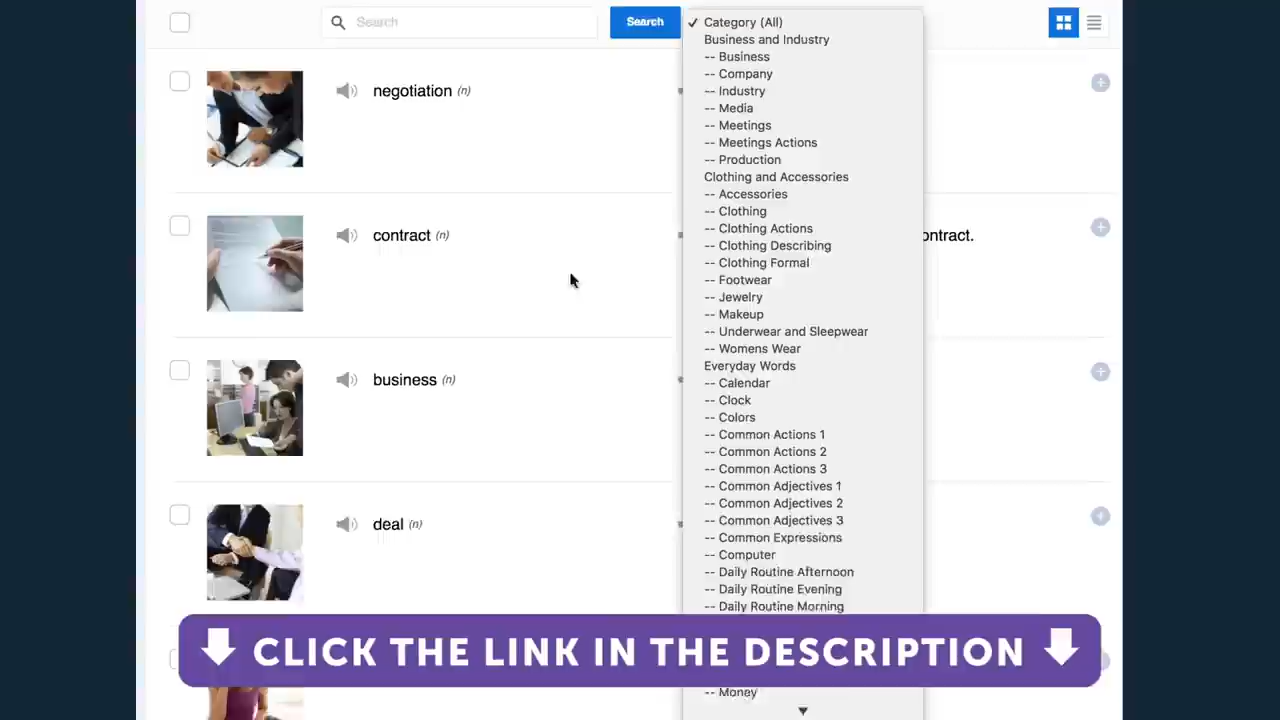 Search
Search
✓ Category (All)
Business and Industry
-- Business
-- Company
-- Industry
-- Media
-- Meetings
-- Meetings Actions
-- Production
Clothing and Accessories
-- Accessories
-- Clothing
-- Clothing Actions
-- Clothing Describing
-- Clothing Formal
-- Footwear
-- Jewelry
-- Makeup
-- Underwear and Sleepwear
-- Womens Wear
Everyday Words
-- Calendar
-- Clock
-- Colors
-- Common Actions 1
-- Common Actions 2
-- Common Actions 3
-- Common Adjectives 1
-- Common Adjectives 2
-- Common Adjectives 3
-- Common Expressions
-- Computer
-- Daily Routine Afternoon
-- Daily Routine Evening
-- Daily Routine Morning
-- Money
negotiation (n)
contract (n)
ontract.
business (n)
deal (n)
CLICK THE LINK IN THE DESCRIPTION